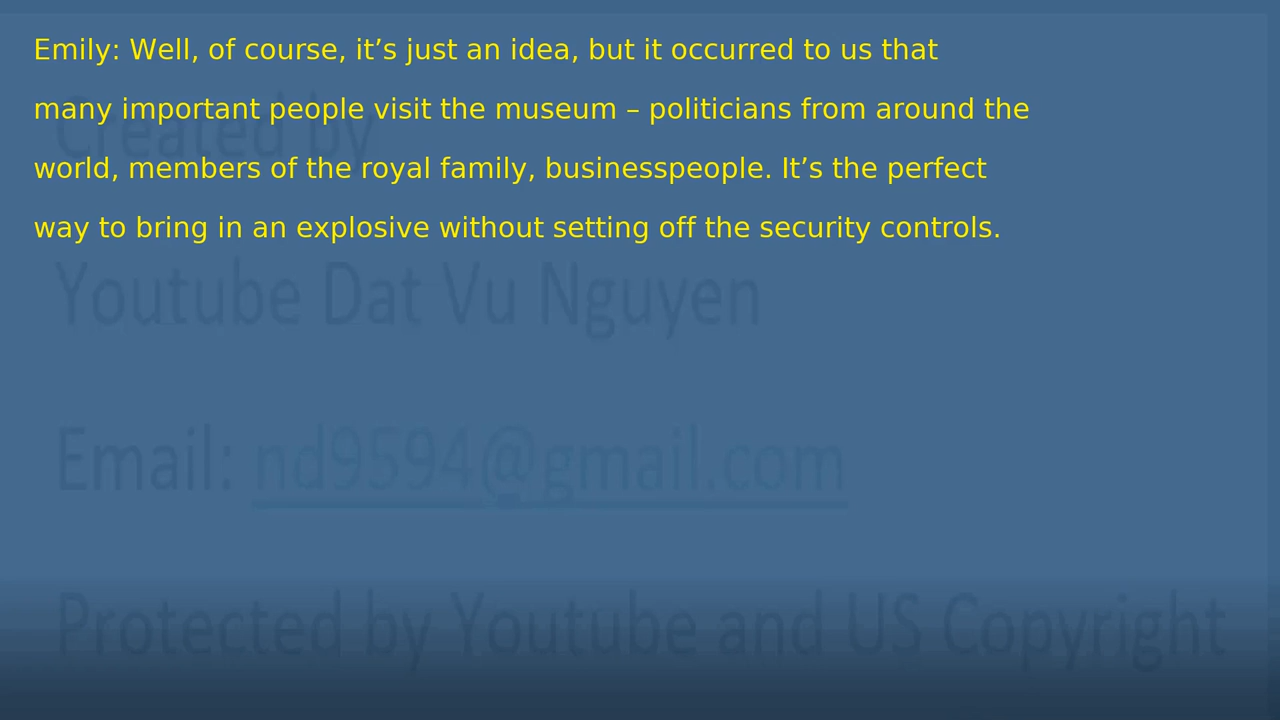 Emily: Well, of course, it’s just an idea, but it occurred to us that
many important people visit the museum – politicians from around the
world, members of the royal family, businesspeople. It’s the perfect
way to bring in an explosive without setting off the security controls.
Created by
Youtube Dat Vu Nguyen
Email: nd9594@gmail.com
Protected by Youtube and US Copyright